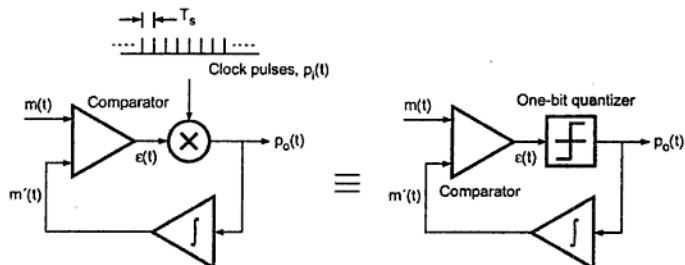 Tₛ
Clock pulses, pᵢ(t)
m(t)
Comparator
ε(t)
pₒ(t)
m´(t)
∫
≡
One-bit quantizer
m(t)
ε(t)
pₒ(t)
m´(t)
Comparator
∫